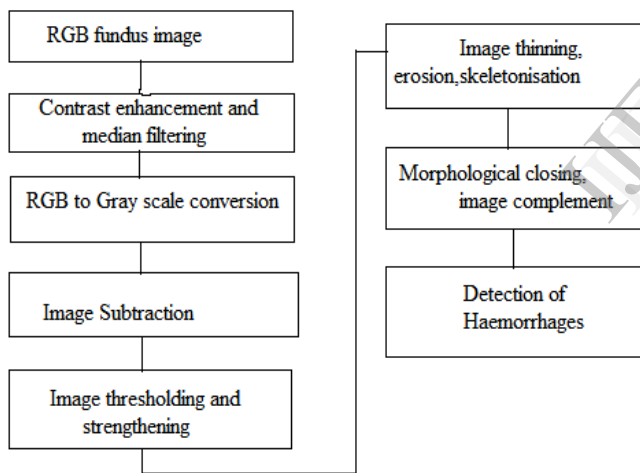 RGB fundus image
Contrast enhancement and
median filtering
RGB to Gray scale conversion
Image Subtraction
Image thresholding and
strengthening
Image thinning,
erosion,skeletonisation
Morphological closing,
image complement
Detection of
Haemorrhages